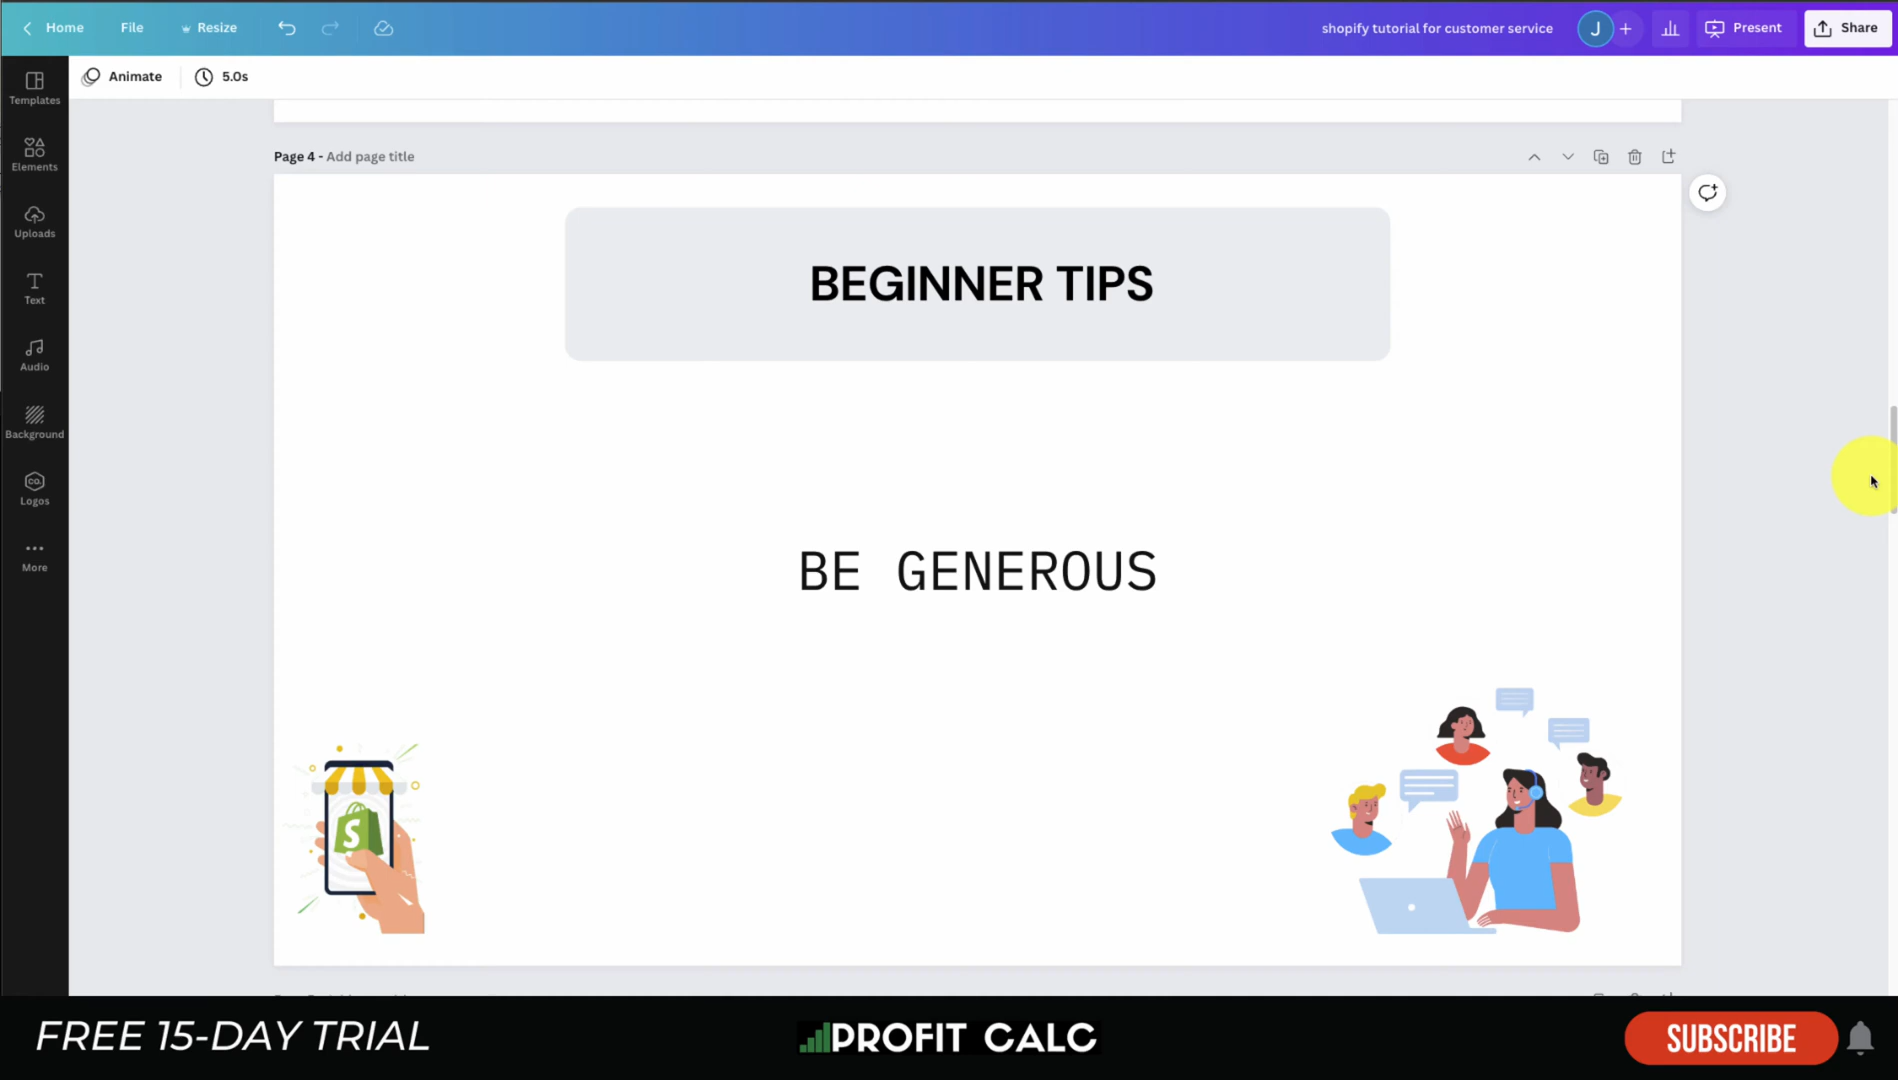 Home File Resize shopify tutorial for customer service J + Present Share
Animate 5.0s
Templates
Elements
Uploads
Text
Audio
Background
CO.
Logos
More
Page 4 - Add page title
BEGINNER TIPS
BE GENEROUS
S
FREE 15-DAY TRIAL
PROFIT CALC
SUBSCRIBE